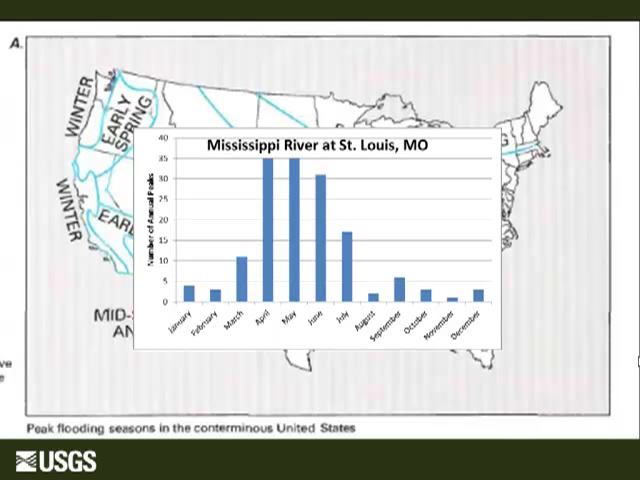 A.
WINTER
EARLY
SPRING
WINTER
EARL
MID-
AN
ve
e
Mississippi River at St. Louis, MO
Number of Annual Peaks
40
35
30
25
20
15
10
5
0
January
February
March
April
May
June
July
August
September
October
November
December
Peak flooding seasons in the conterminous United States
USGS